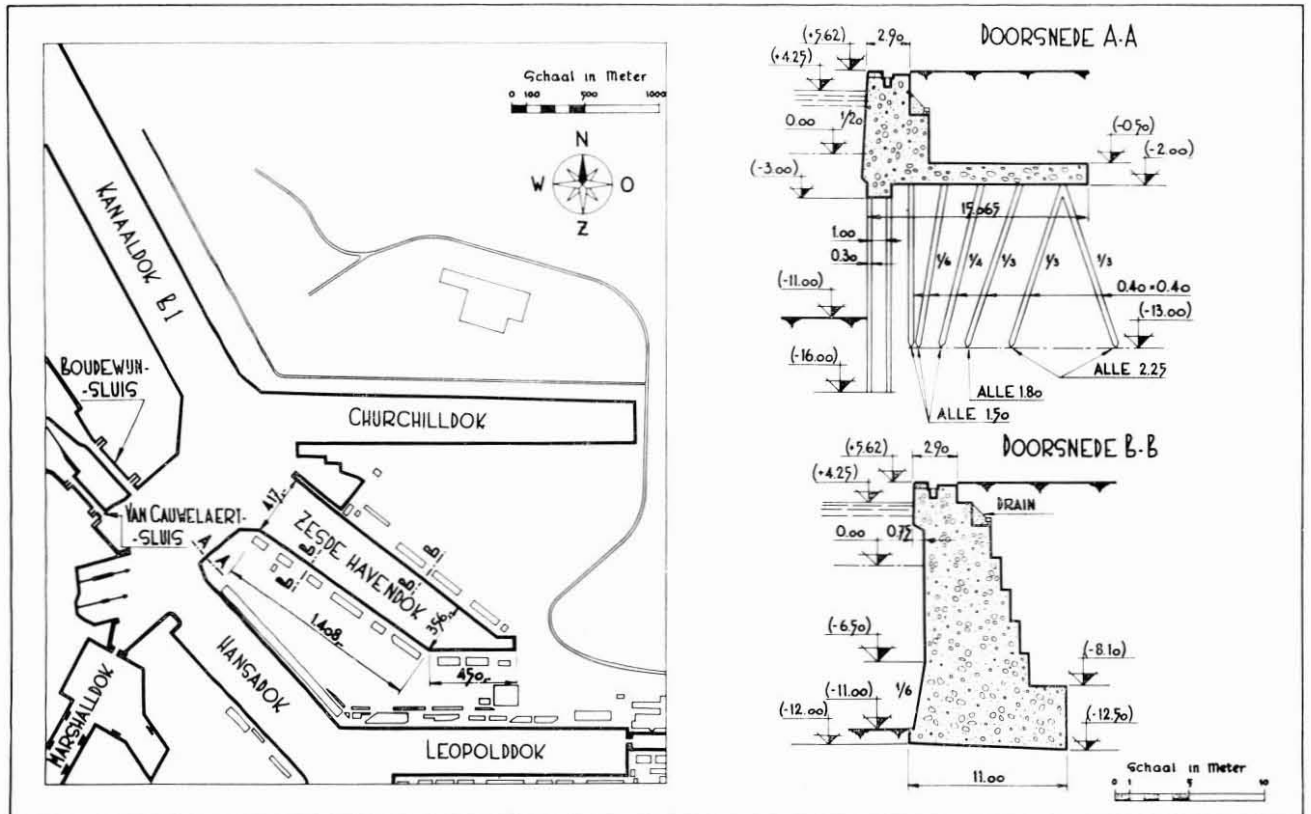 Schaal in Meter
0 100 500 1000
N
W O
Z
KANAALDOK B1
BOUDEWIJN-
-SLUIS
CHURCHILLDOK
VAN CAUWELAERT-
-SLUIS
417,-
ZESDE HAVENDOK
A
A
B
B
B
B
1.408,-
356,-
450,-
HANSADOK
MARSHALLDOK
LEOPOLDDOK
DOORSNEDE A-A
(+5.62) 2.90
(+4.25)
0.00 1/20
(-3.00)
(-0.50)
(-2.00)
15.065
1.00
0.30
1/6 1/4 1/3 1/3 1/3
0.40 × 0.40
(-11.00)
(-13.00)
(-16.00)
ALLE 2.25
ALLE 1.80
ALLE 1.50
DOORSNEDE B-B
(+5.62) 2.90
(+4.25)
DRAIN
0.00 0.75
(-6.50)
(-8.10)
1/6
(-11.00)
(-12.00)
(-12.50)
11.00
Schaal in Meter
0 1 5 10